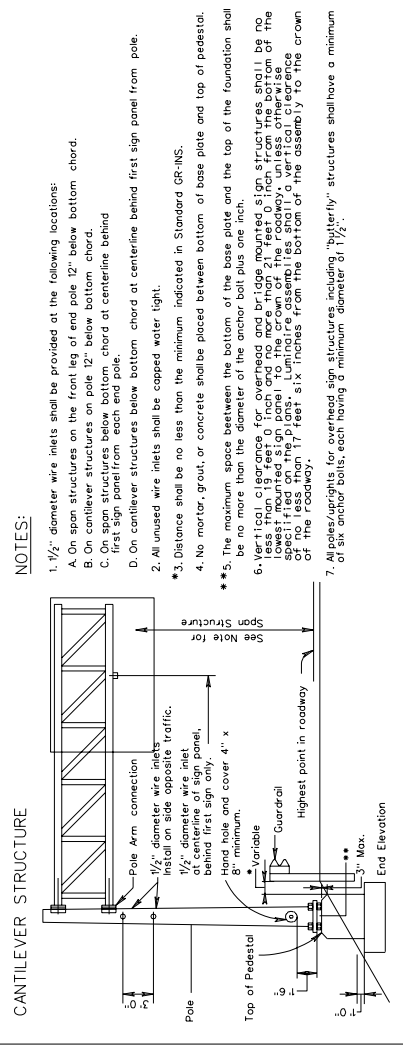 CANTILEVER STRUCTURE
Pole Arm connection
1/2" diameter wire inlets
Install on side opposite traffic.
1/2" diameter wire inlet
at centerline of sign panel,
behind first sign only.
Hand hole and cover 4" x
8" minimum.
See Note for
Span Structure
3'0"
Pole
Top of Pedestal
1'6"
1'0"
* Variable
Guardrail
Highest point in roadway
**
3" Max.
End Elevation
NOTES:
1. 1½" diameter wire inlets shall be provided at the following locations:
A. On span structures on the front leg of end pole 12" below bottom chord.
B. On cantilever structures on pole 12" below bottom chord.
C. On span structures below bottom chord at centerline behind
first sign panel from each end pole.
D. On cantilever structures below bottom chord at centerline behind first sign panel from pole.
2. All unused wire inlets shall be capped water tight.
*3. Distance shall be no less than the minimum indicated in Standard GR-INS.
4. No mortar, grout, or concrete shall be placed between bottom of base plate and top of pedestal.
**5. The maximum space beetween the bottom of the base plate and the top of the foundation shall
be no more than the diameter of the anchor bolt plus one inch.
6. Vertical clearance for overhead and bridge mounted sign structures shall be no
less than 19 feet 0 inch and no more than 21 feet 0 inch from the bottom of the
lowest mounted sign panel to the crown of the roadway, unless otherwise
speciified on the plans. Luminaire assemblies shall a vertical clearence
of no less than 17 feet six inches from the bottom of the assembly to the crown
of the roadway.
7. All poles/uprights for overhead sign structures including "butterfly" structures shall have a minimum
of six anchor bolts, each having a minimum diameter of 1½".